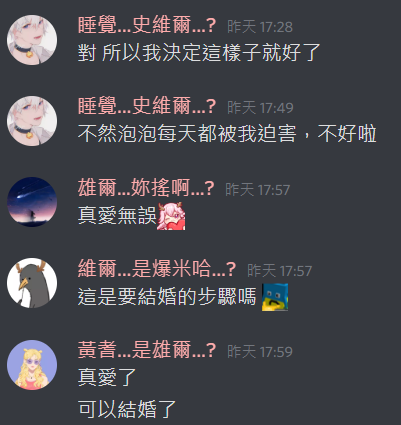 睡覺...史維爾...? 昨天 17:28
對 所以我決定這樣子就好了
睡覺...史維爾...? 昨天 17:49
不然泡泡每天都被我迫害，不好啦
雄爾...妳搖啊...? 昨天 17:57
真愛無誤
維爾...是爆米哈...? 昨天 17:57
這是要結婚的步驟嗎
黃耆...是雄爾...? 昨天 17:59
真愛了
可以結婚了